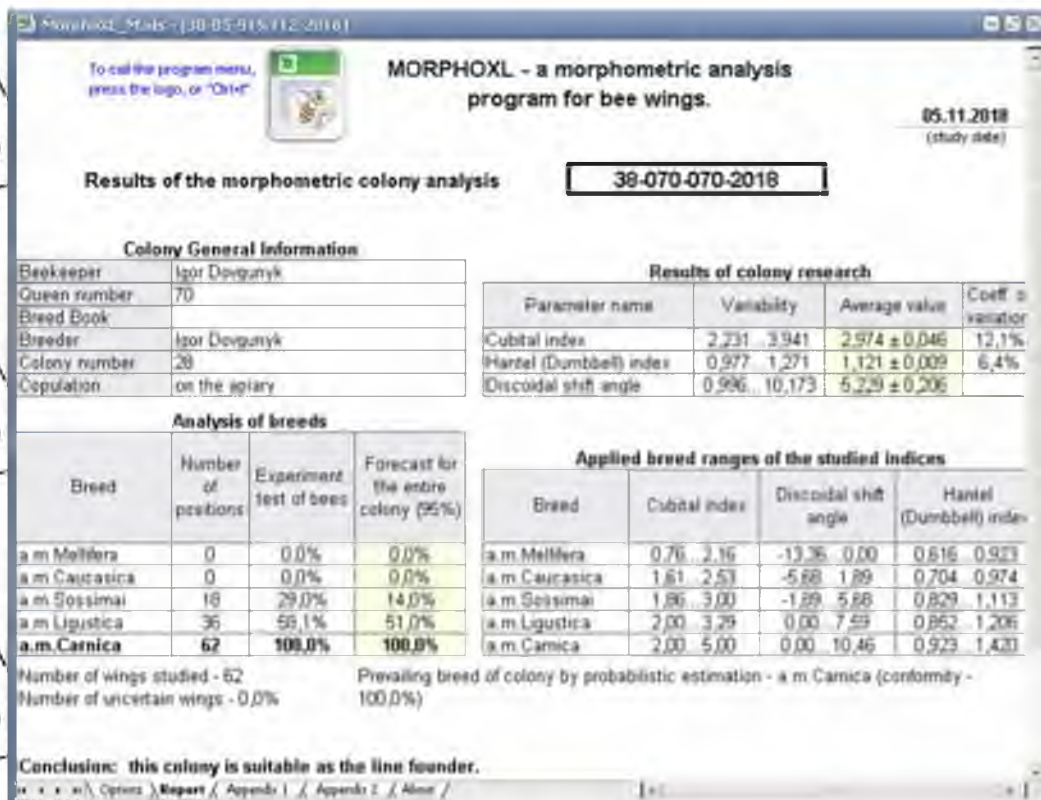 To call the program menu,
press the logo, or "Ctrl+f"
MORPHOXL - a morphometric analysis
program for bee wings.
05.11.2018
(study date)
Results of the morphometric colony analysis
38-070-070-2018
Colony General Information
Beekeeper Igor Dovgunyk
Queen number 70
Breed Book
Breeder Igor Dovgunyk
Colony number 28
Copulation on the apiary
Results of colony research
Parameter name Variability Average value Coeff. o
variation
Cubital index 2,231...3,941 2,974 ± 0,046 12,1%
Hantel (Dumbbell) index 0,977...1,271 1,121 ± 0,009 6,4%
Discoidal shift angle 0,996...10,173 5,229 ± 0,206
Analysis of breeds
Breed Number of positions Experiment test of bees Forecast for the entire colony (95%)
a.m.Mellifera 0 0,0% 0,0%
a.m.Caucasica 0 0,0% 0,0%
a.m.Sossimai 18 29,0% 14,0%
a.m.Ligustica 36 58,1% 51,0%
a.m.Carnica 62 100,0% 100,0%
Applied breed ranges of the studied indices
Breed Cubital index Discoidal shift angle Hantel (Dumbbell) index
a.m.Mellifera 0,76...2,16 -13,36...0,00 0,616...0,923
a.m.Caucasica 1,61...2,53 -5,68...1,89 0,704...0,974
a.m.Sossimai 1,86...3,00 -1,89...5,68 0,829...1,113
a.m.Ligustica 2,00...3,29 0,00...7,59 0,852...1,206
a.m.Carnica 2,00...5,00 0,00...10,46 0,923...1,420
Number of wings studied - 62
Number of uncertain wings - 0,0%
Prevailing breed of colony by probabilistic estimation - a.m.Carnica (conformity -
100,0%)
Conclusion: this colony is suitable as the line founder.
Options Report Appendix 1 Appendix 2 About